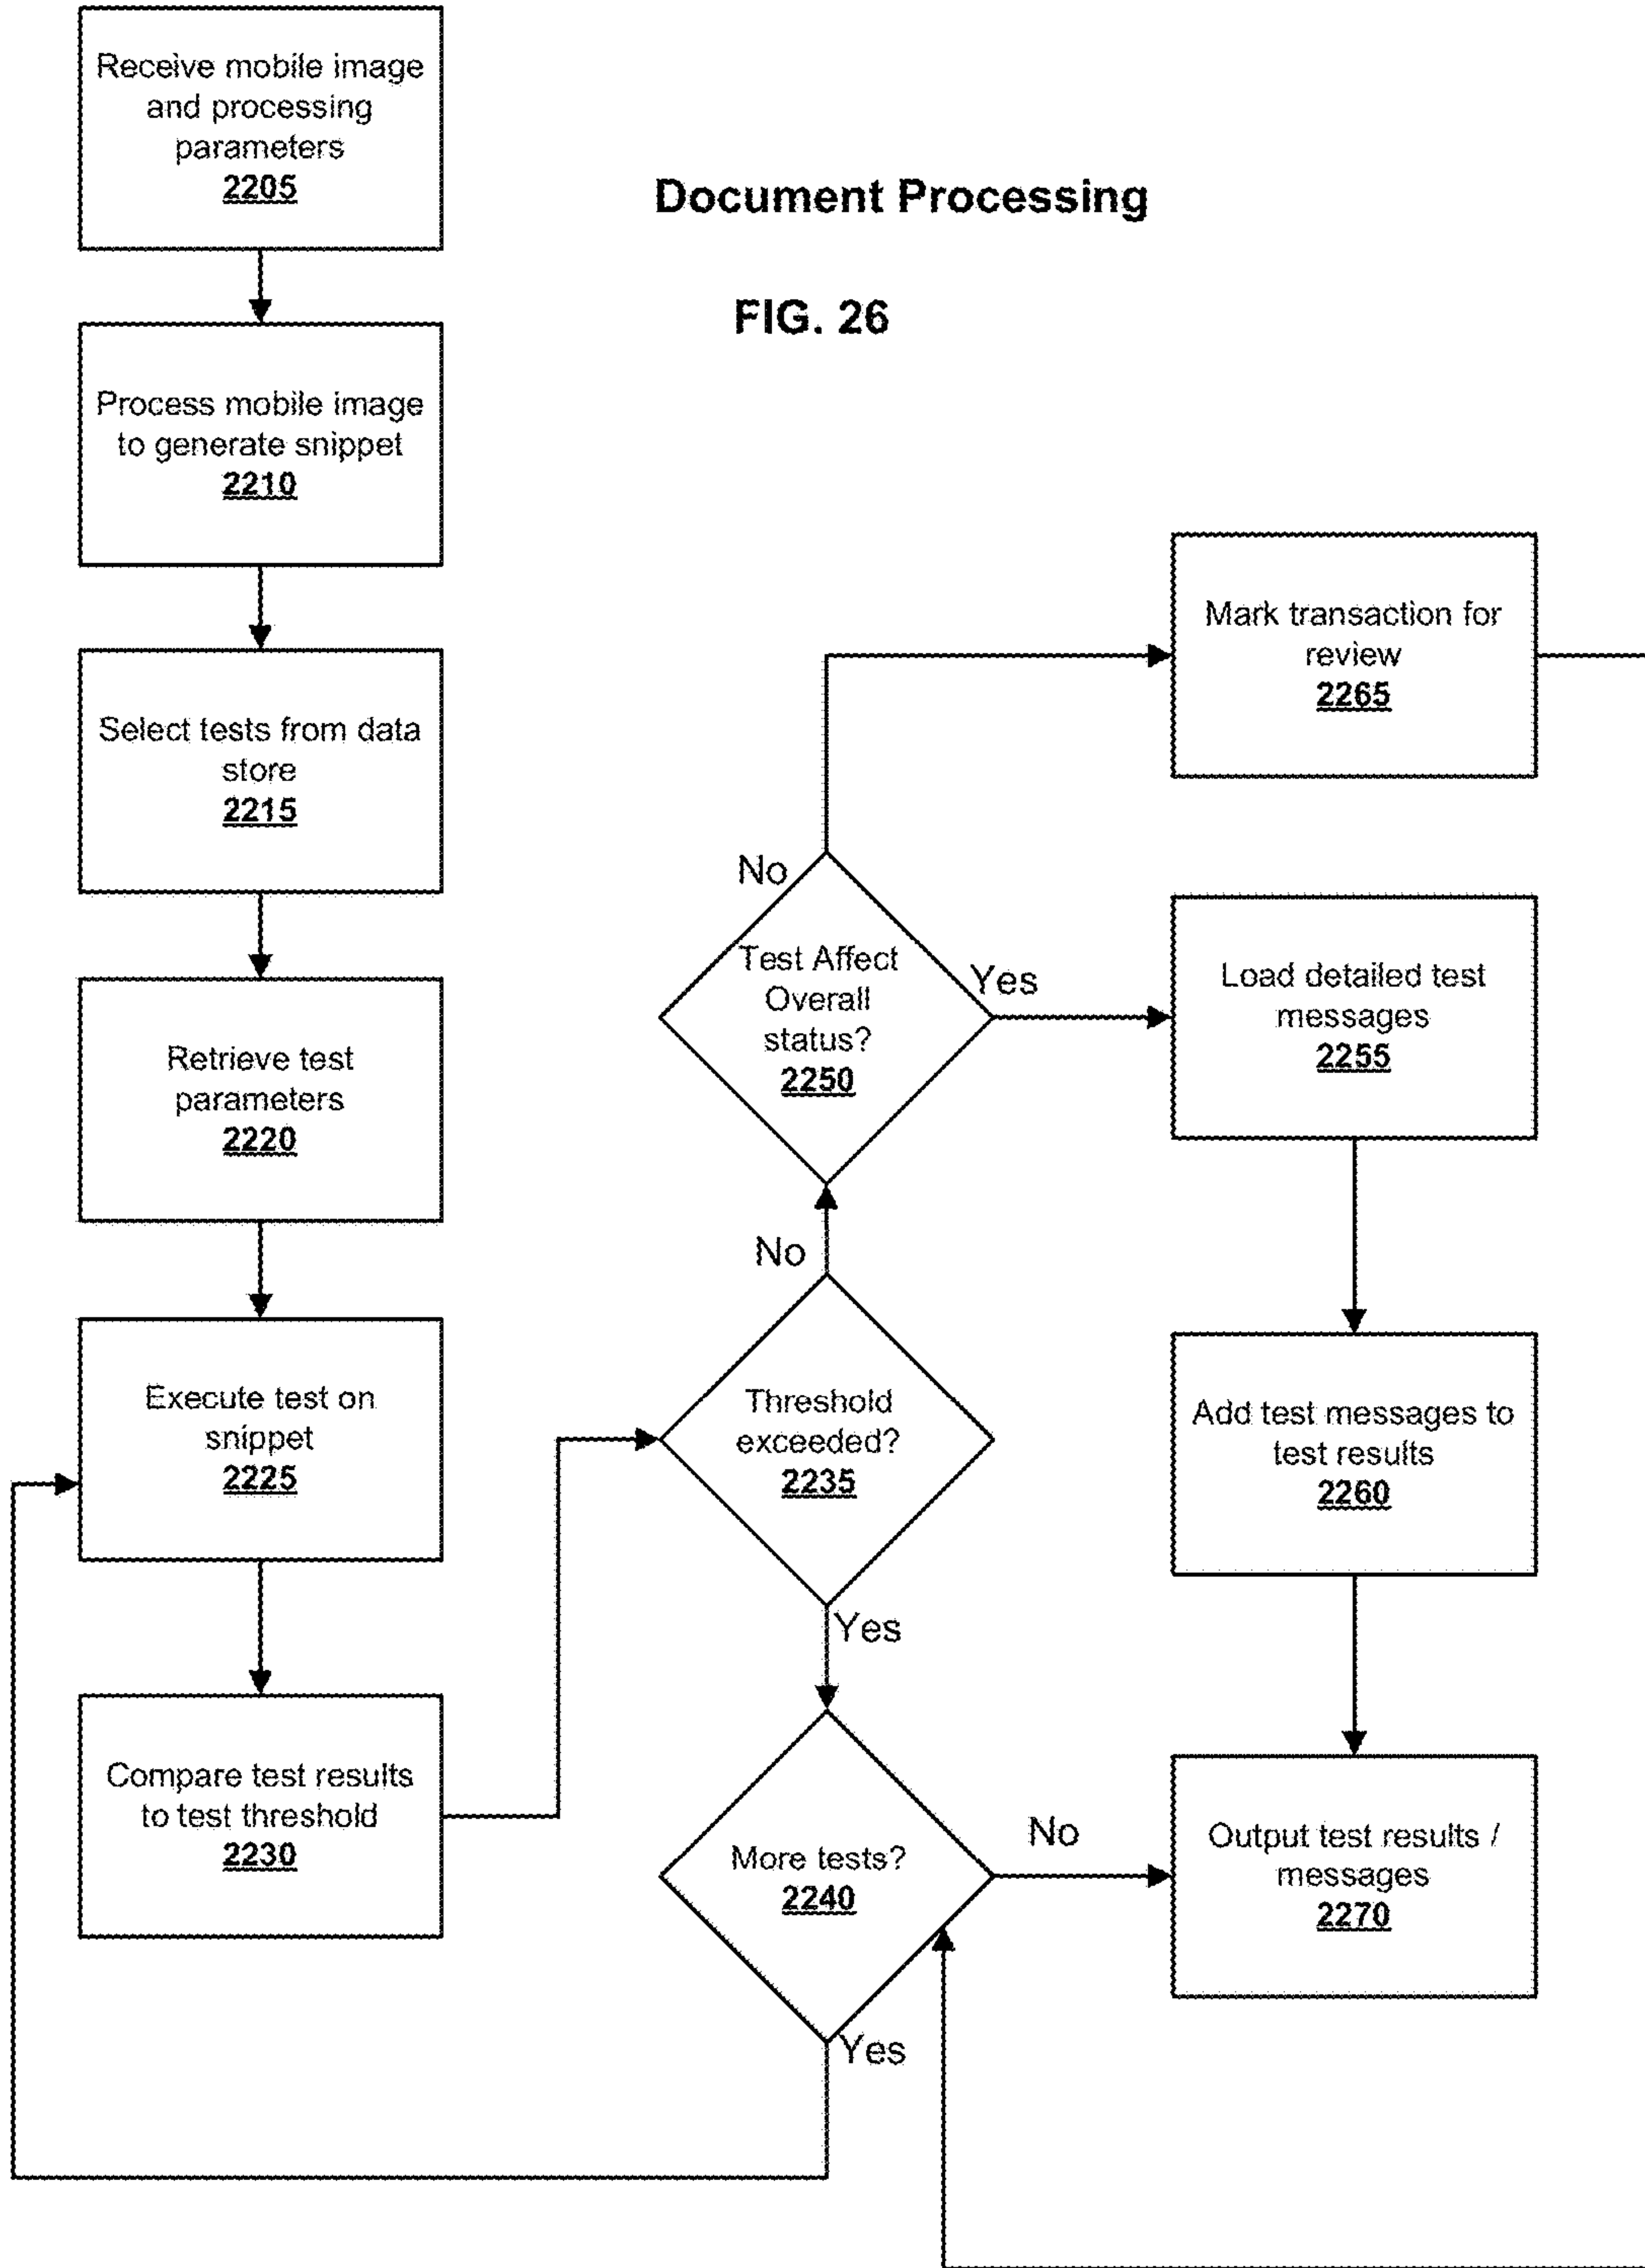 Receive mobile image
and processing
parameters
2205
Document Processing
FIG. 26
Process mobile image
to generate snippet
2210
Select tests from data
store
2215
Retrieve test
parameters
2220
Execute test on
snippet
2225
Compare test results
to test threshold
2230
Threshold
exceeded?
2235
No
Yes
Test Affect
Overall
status?
2250
No
Yes
Mark transaction for
review
2265
Load detailed test
messages
2255
Add test messages to
test results
2260
More tests?
2240
No
Yes
Output test results /
messages
2270